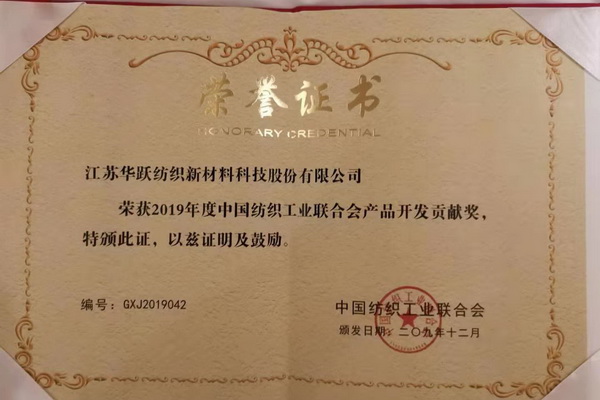 荣誉证书
HONORARY CREDENTIAL
江苏华跃纺织新材料科技股份有限公司
荣获2019年度中国纺织工业联合会产品开发贡献奖，
特颁此证，以兹证明及鼓励。
编号：GXJ2019042
中国纺织工业联合会
颁发日期：二〇一九年十二月